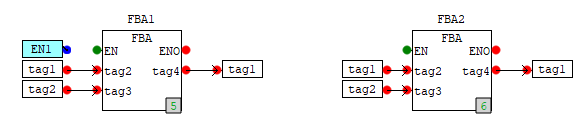 FBA1 FBA2
FBA FBA
EN1 EN ENO EN ENO
tag1 tag2 tag4 tag1 tag1 tag2 tag4 tag1
tag2 tag3 tag2 tag3
5 6